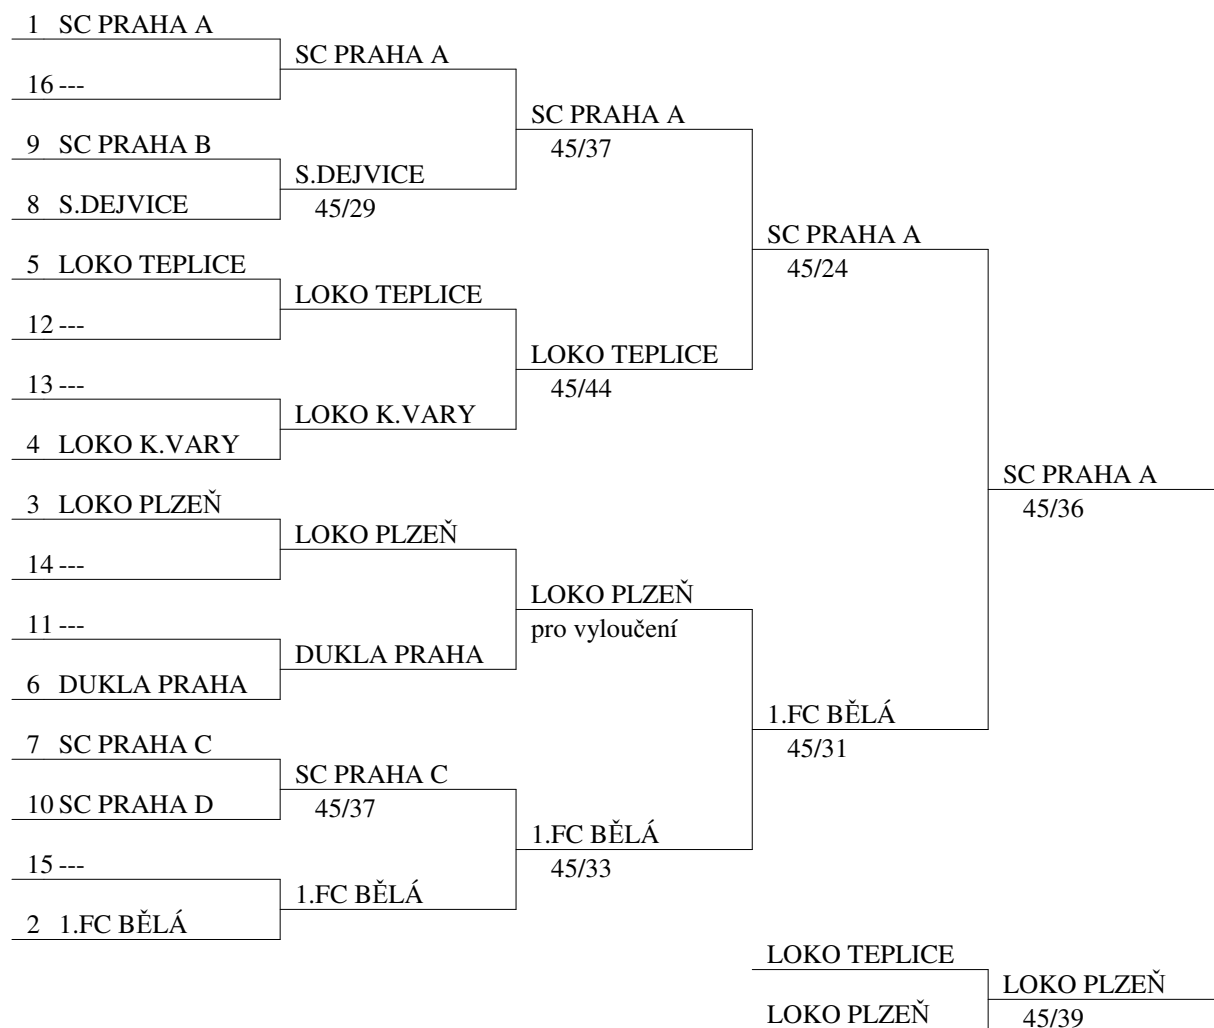 1 SC PRAHA A
16 ---
9 SC PRAHA B
8 S.DEJVICE
5 LOKO TEPLICE
12 ---
13 ---
4 LOKO K.VARY
3 LOKO PLZEŇ
14 ---
11 ---
6 DUKLA PRAHA
7 SC PRAHA C
10 SC PRAHA D
15 ---
2 1.FC BĚLÁ
SC PRAHA A
S.DEJVICE
45/29
LOKO TEPLICE
LOKO K.VARY
LOKO PLZEŇ
DUKLA PRAHA
SC PRAHA C
45/37
1.FC BĚLÁ
SC PRAHA A
45/37
LOKO TEPLICE
45/44
LOKO PLZEŇ
pro vyloučení
1.FC BĚLÁ
45/33
SC PRAHA A
45/24
1.FC BĚLÁ
45/31
SC PRAHA A
45/36
LOKO TEPLICE
LOKO PLZEŇ
LOKO PLZEŇ
45/39